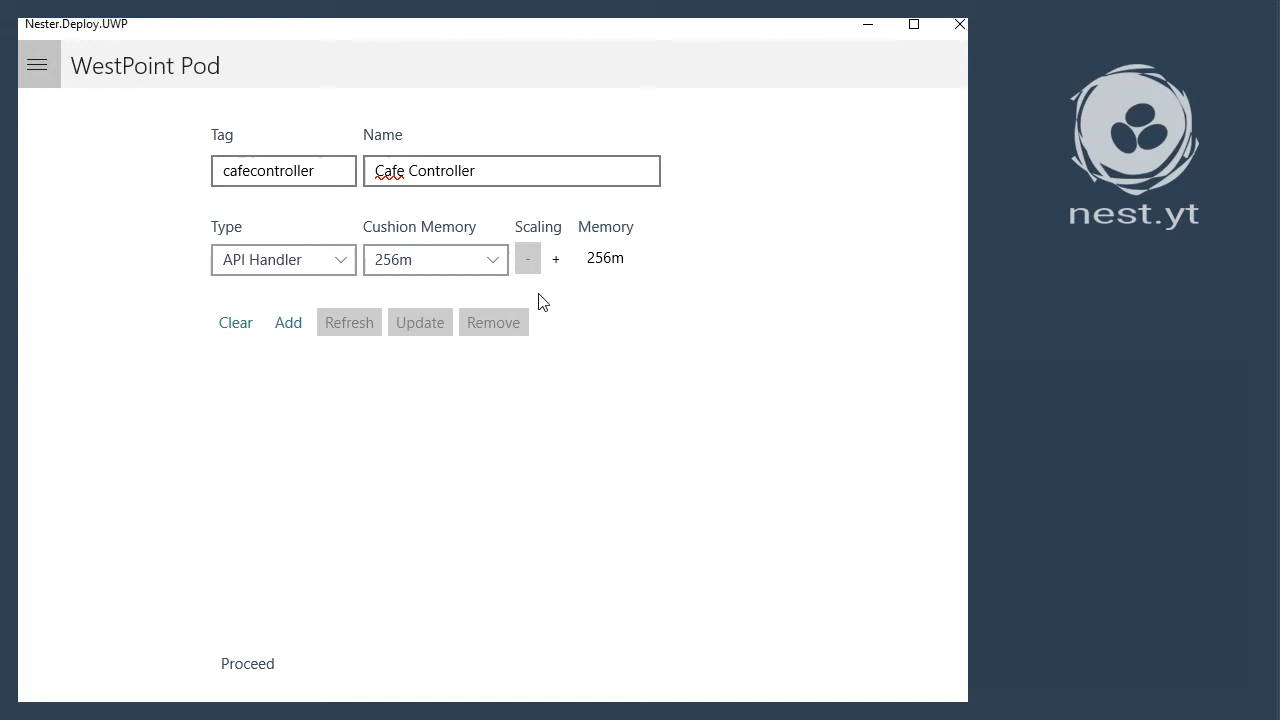 Nester.Deploy.UWP
WestPoint Pod
nest.yt
Tag Name
cafecontroller Cafe Controller
Type Cushion Memory Scaling Memory
API Handler 256m - + 256m
Clear Add Refresh Update Remove
Proceed